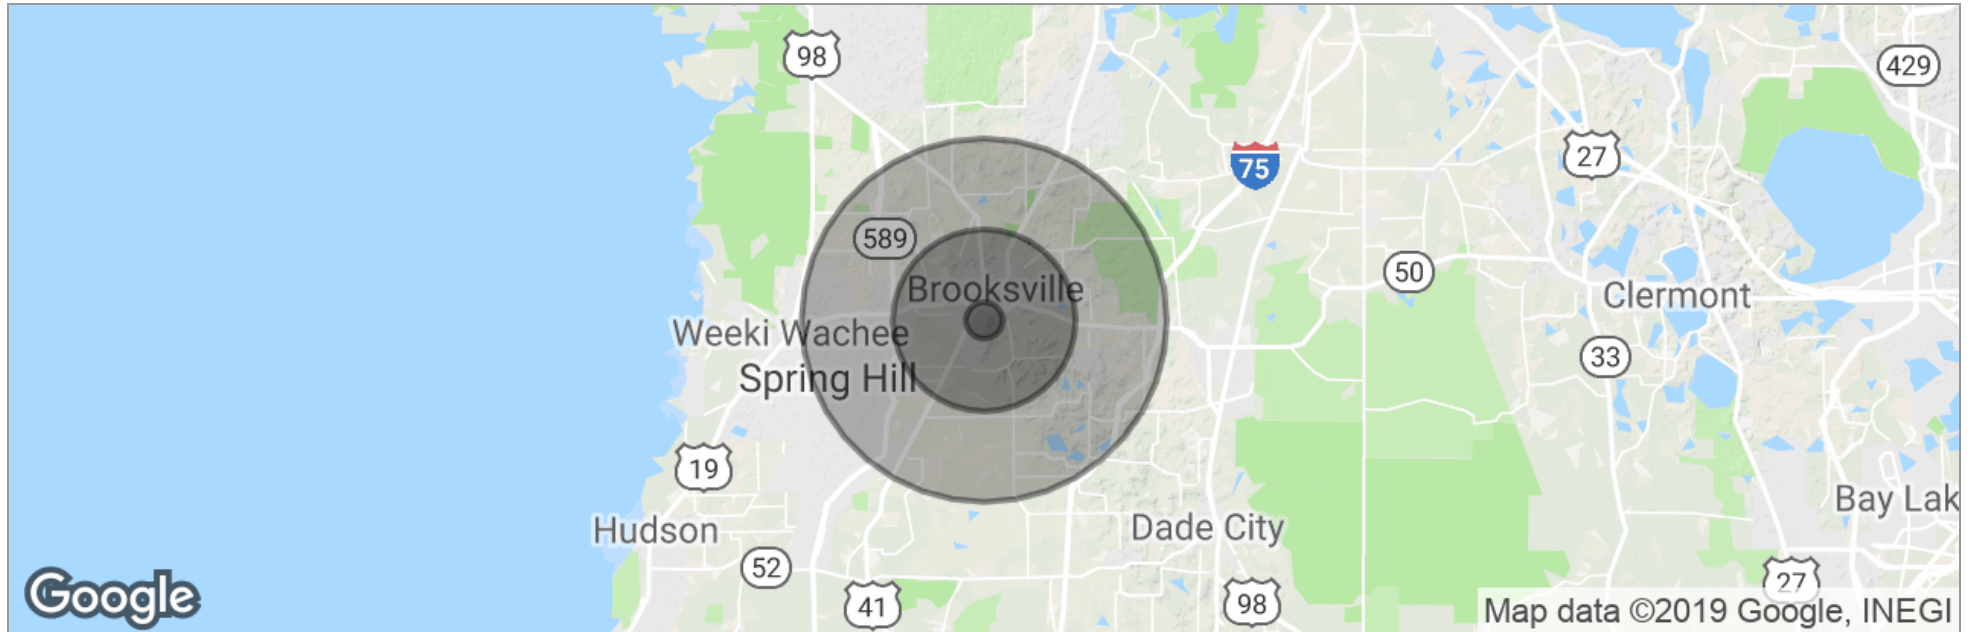 98
429
27
75
589
50
Brooksville
Clermont
Weeki Wachee
33
Spring Hill
19
Bay Lak
Hudson
Dade City
52
27
Google
41
98
Map data ©2019 Google, INEGI